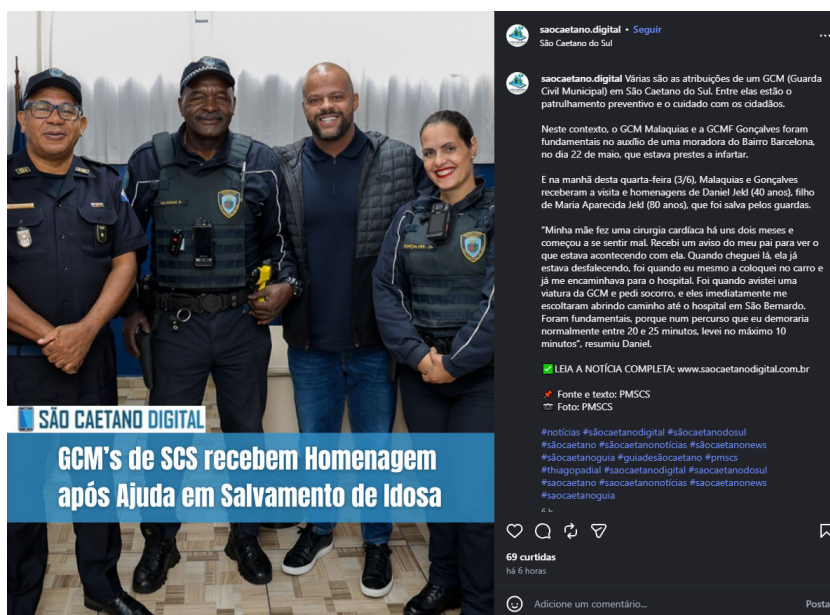 SÃO CAETANO DIGITAL
GCM's de SCS recebem Homenagem
após Ajuda em Salvamento de Idosa
saocaetano.digital • Seguir
São Caetano do Sul
saocaetano.digital Várias são as atribuições de um GCM (Guarda
Civil Municipal) em São Caetano do Sul. Entre elas estão o
patrulhamento preventivo e o cuidado com os cidadãos.
Neste contexto, o GCM Malaquias e a GCMF Gonçalves foram
fundamentais no auxílio de uma moradora do Bairro Barcelona,
no dia 22 de maio, que estava prestes a infartar.
E na manhã desta quarta-feira (3/6), Malaquias e Gonçalves
receberam a visita e homenagens de Daniel Jekl (40 anos), filho
de Maria Aparecida Jekl (80 anos), que foi salva pelos guardas.
"Minha mãe fez uma cirurgia cardíaca há uns dois meses e
começou a se sentir mal. Recebi um aviso do meu pai para ver o
que estava acontecendo com ela. Quando cheguei lá, ela já
estava desfalecendo, foi quando eu mesmo a coloquei no carro e
já me encaminhava para o hospital. Foi quando avistei uma
viatura da GCM e pedi socorro, e eles imediatamente me
escoltaram abrindo caminho até o hospital em São Bernardo.
Foram fundamentais, porque num percurso que eu demoraria
normalmente entre 20 e 25 minutos, levei no máximo 10
minutos", resumiu Daniel.
✅ LEIA A NOTÍCIA COMPLETA: www.saocaetanodigital.com.br
📌 Fonte e texto: PMSCS
📷 Foto: PMSCS
#notícias #sãocaetanodigital #sãocaetanodosul
#sãocaetano #sãocaetanonotícias #sãocaetanonews
#sãocaetanoguia #guiadesãocaetano #pmscs
#thiagopadial #saocaetanodigital #saocaetanodosul
#saocaetano #saocaetanonotícias #saocaetanonews
#saocaetanoguia
69 curtidas
há 6 horas
Adicione um comentário...
Posta